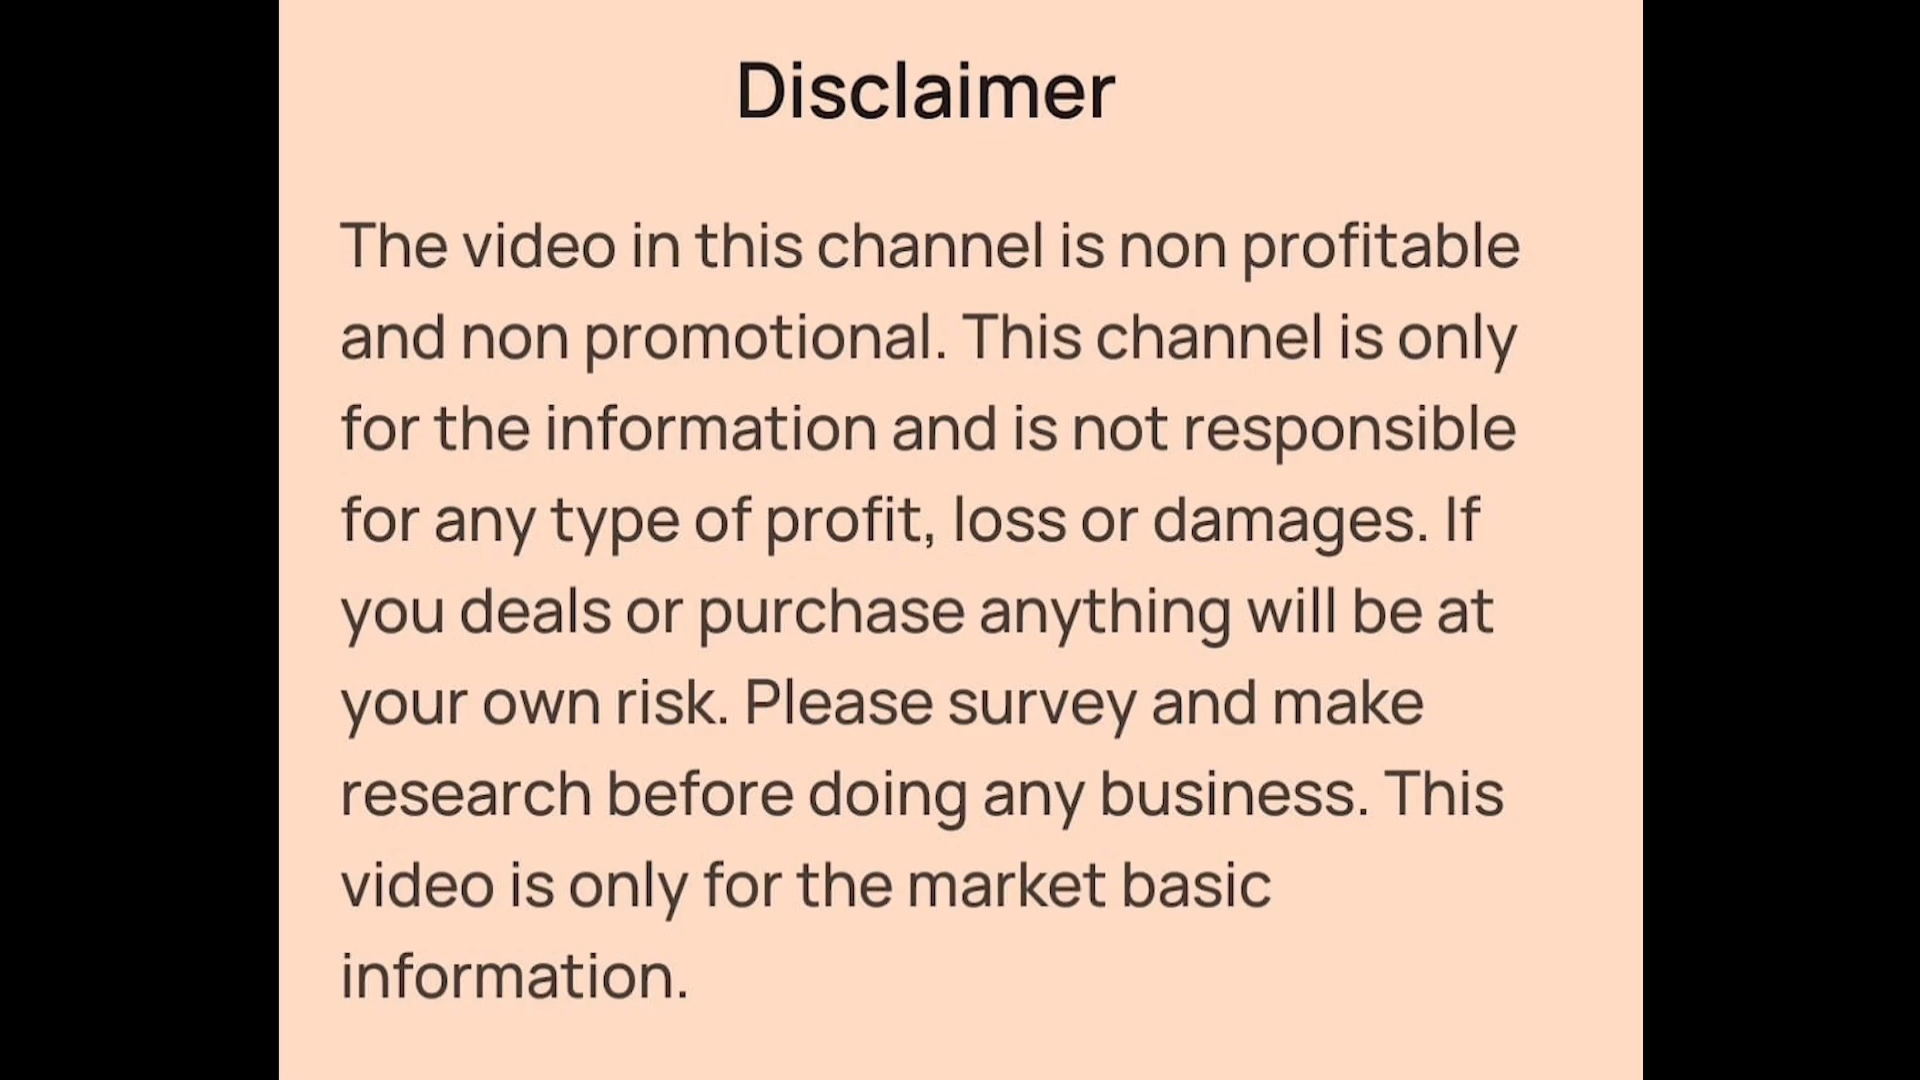 Disclaimer
The video in this channel is non profitable
and non promotional. This channel is only
for the information and is not responsible
for any type of profit, loss or damages. If
you deals or purchase anything will be at
your own risk. Please survey and make
research before doing any business. This
video is only for the market basic
information.